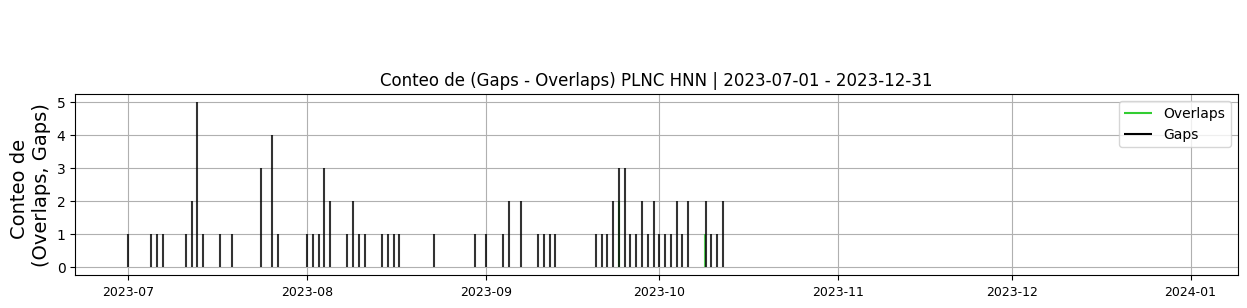 Conteo de (Gaps - Overlaps) PLNC HNN | 2023-07-01 - 2023-12-31
Conteo de
(Overlaps, Gaps)
5
4
3
2
1
0
Overlaps
Gaps
2023-07
2023-08
2023-09
2023-10
2023-11
2023-12
2024-01